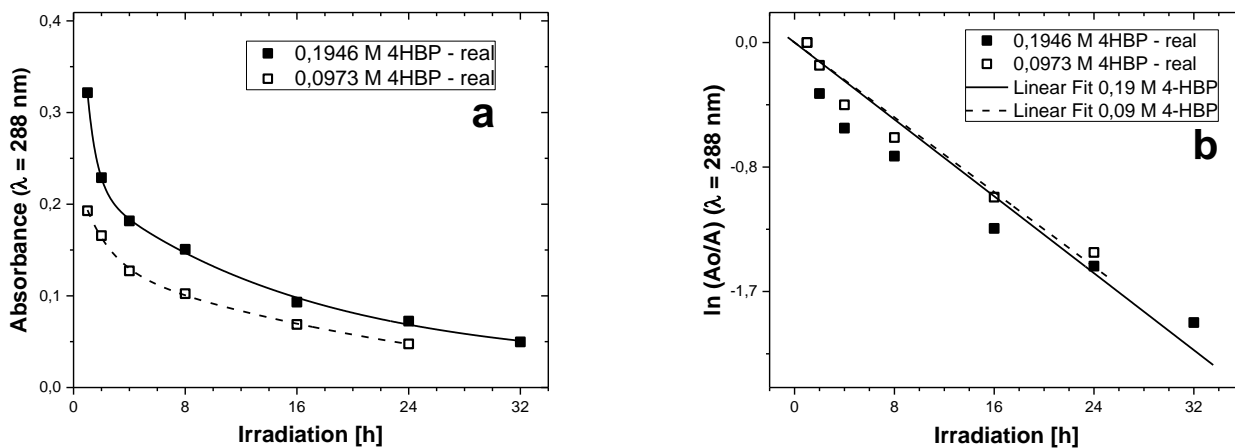 0,4
0,3
0,2
0,1
0,0
0
8
16
24
32
Absorbance (λ = 288 nm)
Irradiation [h]
0,1946 M 4HBP - real
0,0973 M 4HBP - real
a
0,0
-0,8
-1,7
0
8
16
24
32
ln (Ao/A) (λ = 288 nm)
Irradiation [h]
0,1946 M 4HBP - real
0,0973 M 4HBP - real
Linear Fit 0,19 M 4-HBP
Linear Fit 0,09 M 4-HBP
b